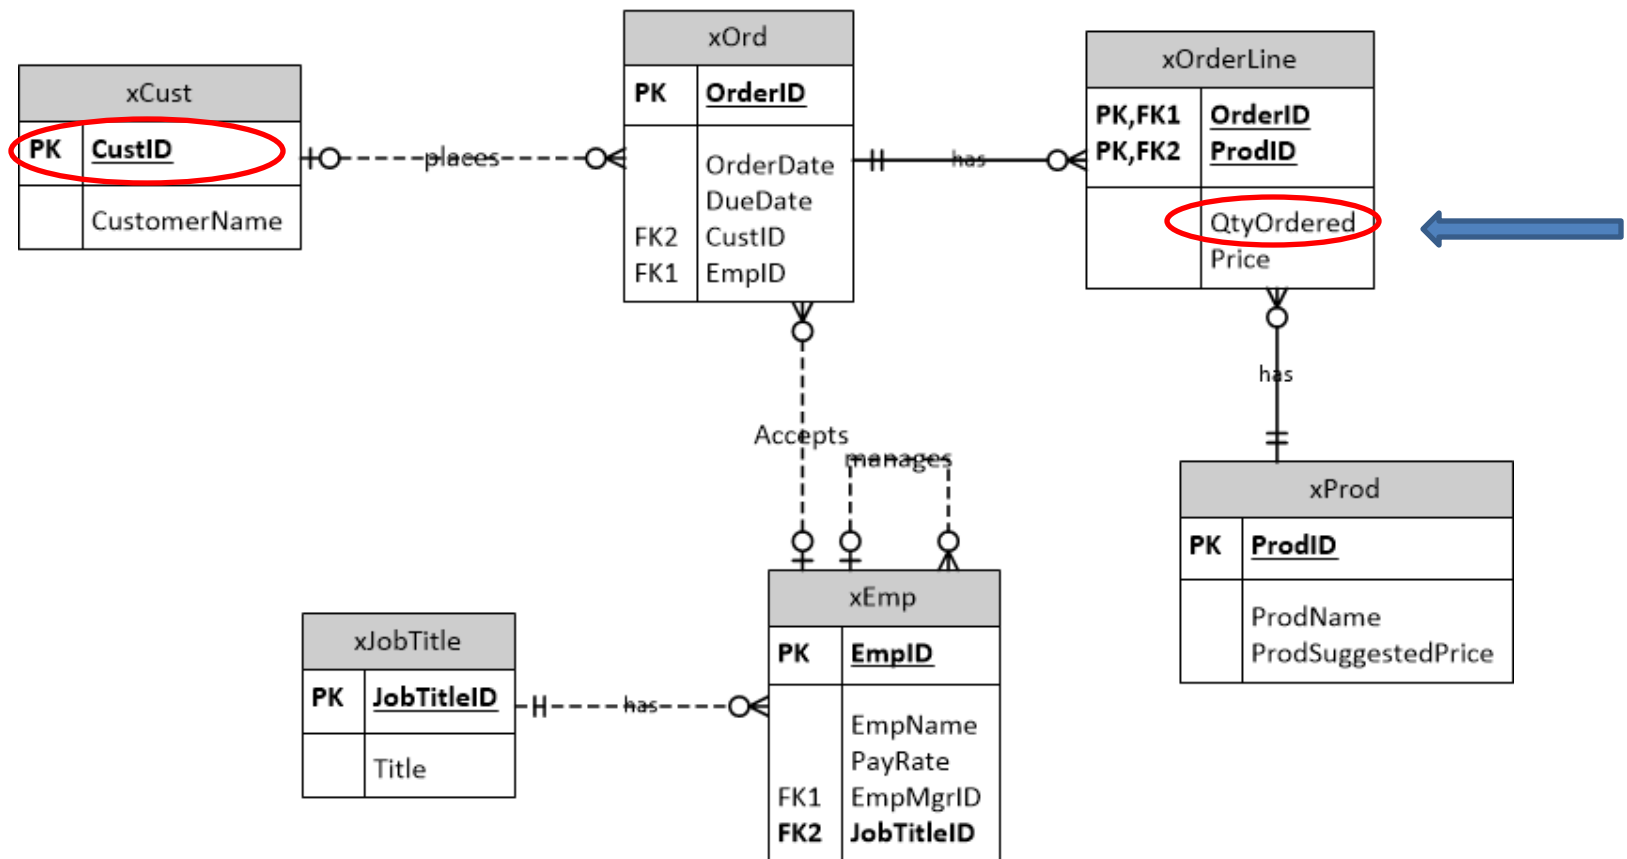 xCust
PK CustID
CustomerName
places
xOrd
PK OrderID
OrderDate
DueDate
FK2 CustID
FK1 EmpID
has
xOrderLine
PK,FK1 OrderID
PK,FK2 ProdID
QtyOrdered
Price
has
Accepts
manages
xProd
PK ProdID
ProdName
ProdSuggestedPrice
xJobTitle
PK JobTitleID
Title
has
xEmp
PK EmpID
EmpName
PayRate
FK1 EmpMgrID
FK2 JobTitleID